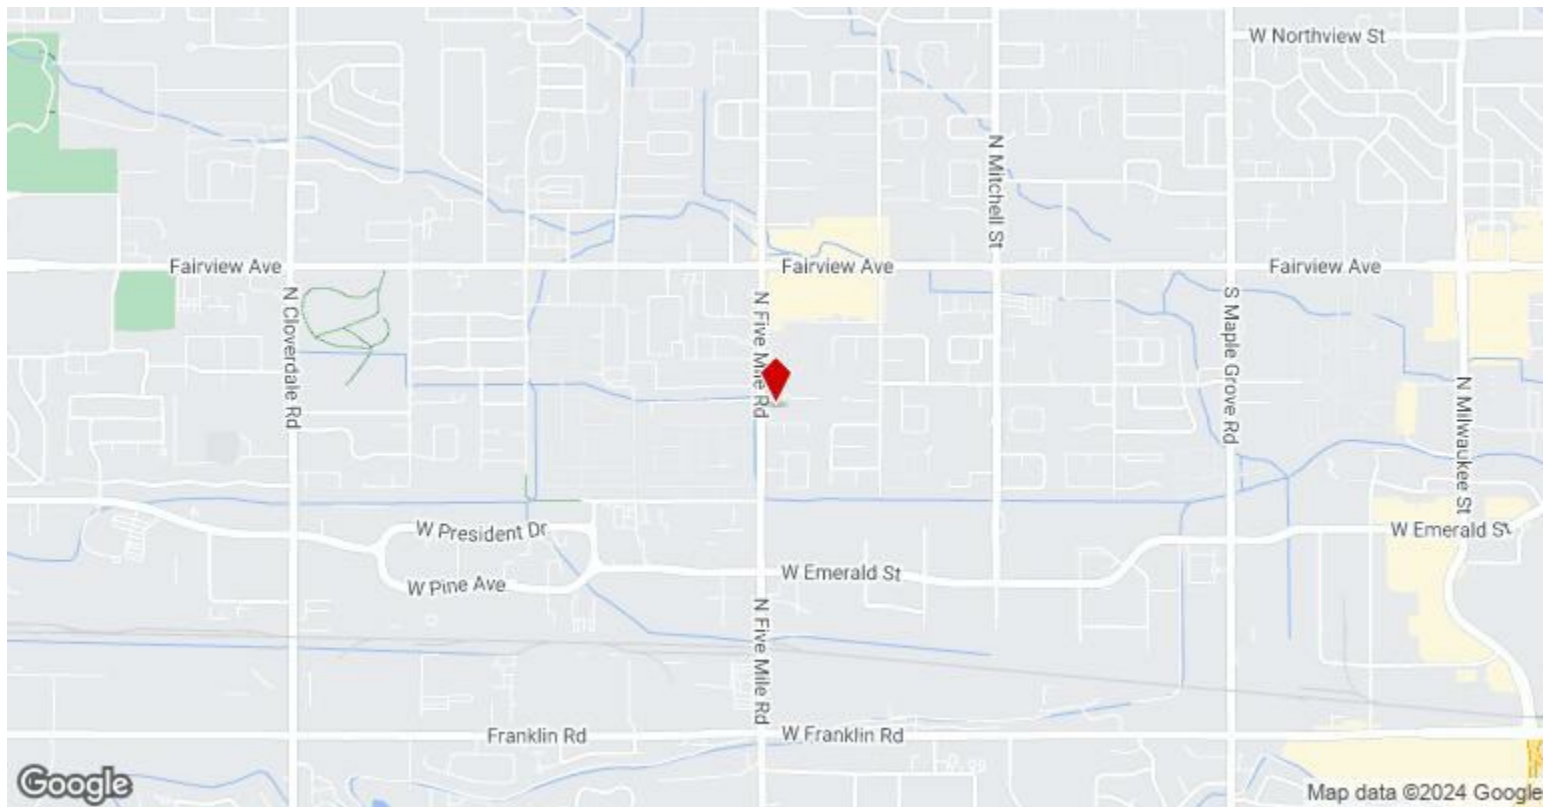 W Northview St
N Mitchell St
Fairview Ave
Fairview Ave
Fairview Ave
N Cloverdale Rd
N Five Mile Rd
S Maple Grove Rd
N Milwaukee St
W President Dr
W Emerald St
W Pine Ave
W Emerald St
N Five Mile Rd
Franklin Rd
W Franklin Rd
Google
Map data ©2024 Google